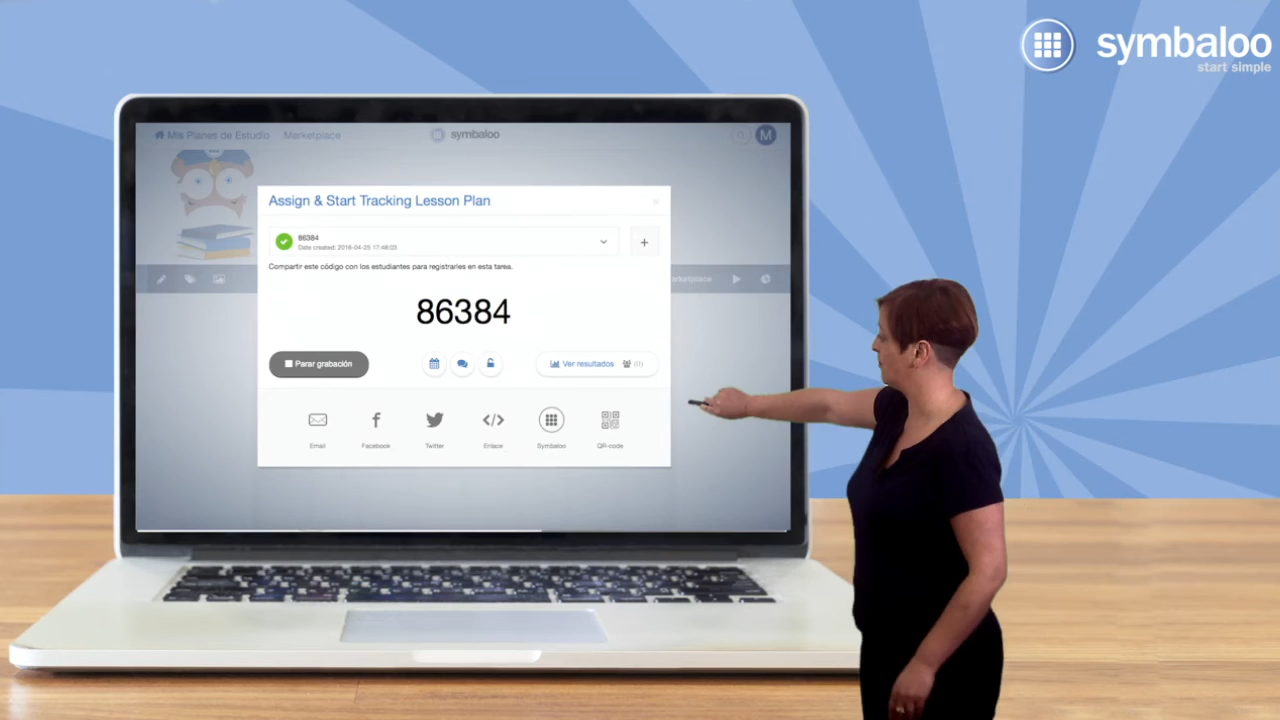 symbaloo
start simple
Mis Planes de Estudio Marketplace symbaloo M
Assign & Start Tracking Lesson Plan
86384
Date created: 2016-04-25 17:48:03
+
Compartir este código con los estudiantes para registrarles en esta tarea.
arketplace
86384
Parar grabación Ver resultados (0)
Email Facebook Twitter Enlace Symbaloo QR-code